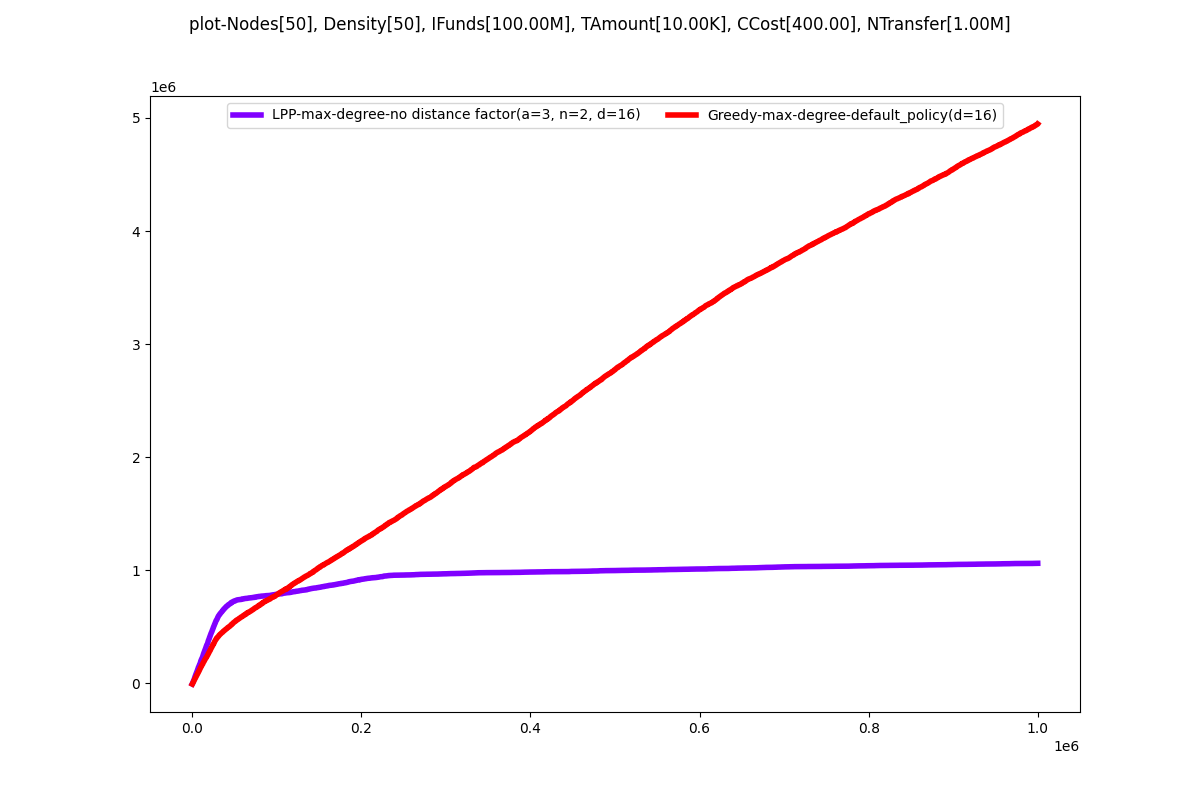 plot-Nodes[50], Density[50], IFunds[100.00M], TAmount[10.00K], CCost[400.00], NTransfer[1.00M]
1e6
LPP-max-degree-no distance factor(a=3, n=2, d=16)
Greedy-max-degree-default_policy(d=16)
5
4
3
2
1
0
0.0 0.2 0.4 0.6 0.8 1.0
1e6